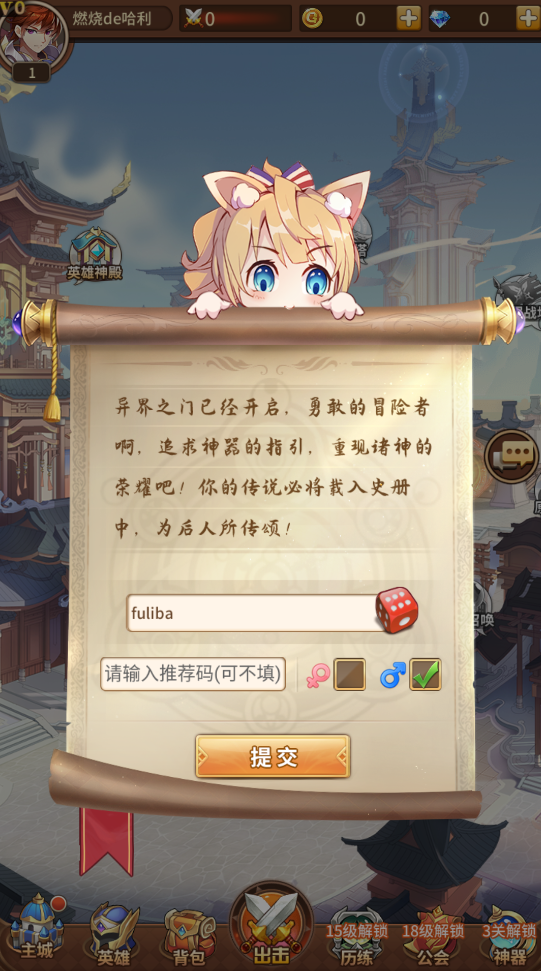 V0
燃烧de哈利
0
0
0
1
英雄神殿
异界之门已经开启，勇敢的冒险者
啊，追求神器的指引，重现诸神的
荣耀吧！你的传说必将载入史册
中，为后人所传颂！
fuliba
请输入推荐码(可不填)
召唤
提交
15级解锁
18级解锁
3关解锁
主城
英雄
背包
出击
历练
公会
神器